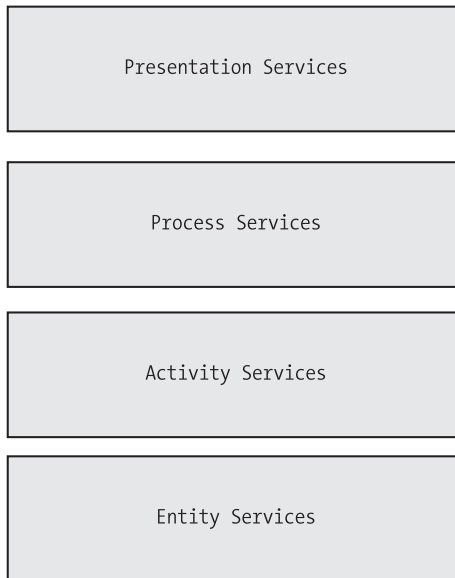 Presentation Services
Process Services
Activity Services
Entity Services